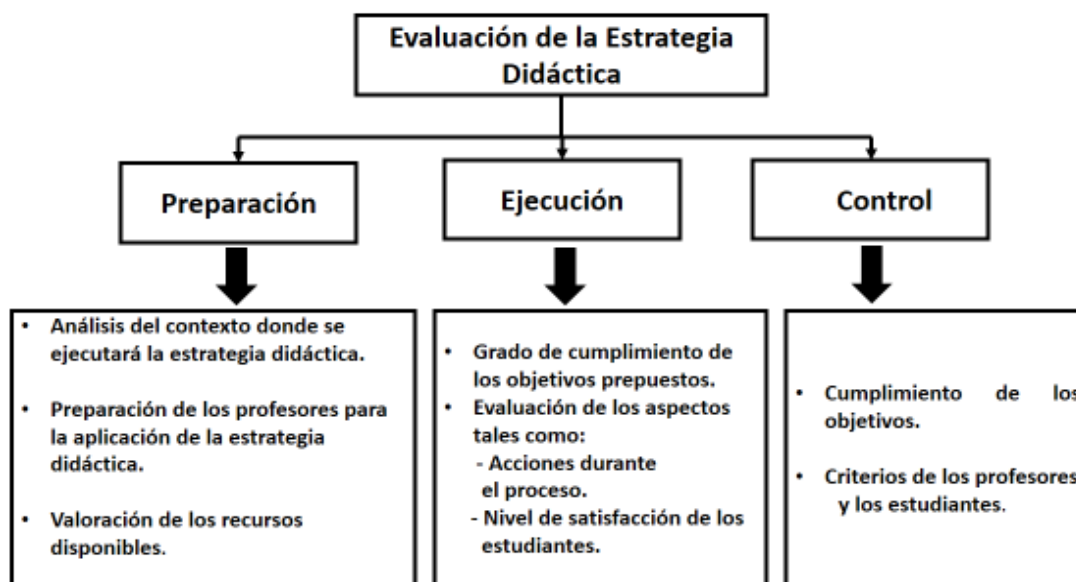 Evaluación de la Estrategia
Didáctica
Preparación
Ejecución
Control
• Análisis del contexto donde se
ejecutará la estrategia didáctica.
• Preparación de los profesores para
la aplicación de la estrategia
didáctica.
• Valoración de los recursos
disponibles.
• Grado de cumplimiento de
los objetivos prepuestos.
• Evaluación de los aspectos
tales como:
- Acciones durante
el proceso.
- Nivel de satisfacción de los
estudiantes.
• Cumplimiento de los
objetivos.
• Criterios de los profesores
y los estudiantes.